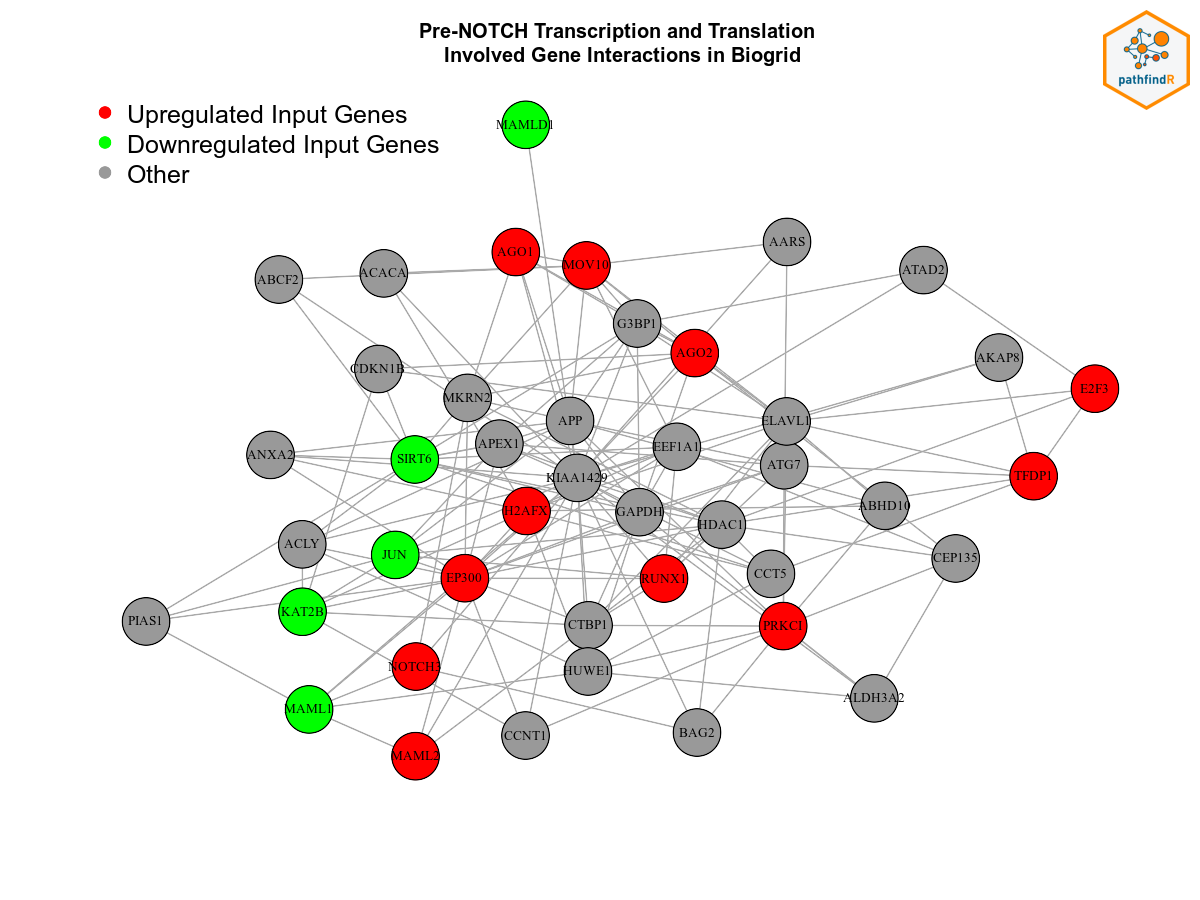 Pre-NOTCH Transcription and Translation
Involved Gene Interactions in Biogrid
pathfindR
Upregulated Input Genes
Downregulated Input Genes
Other
MAMLD1
AGO1
MOV10
AARS
ABCF2
ACACA
ATAD2
G3BP1
AGO2
AKAP8
CDKN1B
E2F3
MKRN2
APP
ELAVL1
APEX1
EEF1A1
ANXA2
SIRT6
ATG7
KIAA1429
TFDP1
H2AFX
GAPDH
ABHD10
HDAC1
ACLY
JUN
CEP135
EP300
RUNX1
CCT5
KAT2B
PIAS1
CTBP1
PRKCI
NOTCH3
HUWE1
ALDH3A2
MAML1
CCNT1
BAG2
MAML2